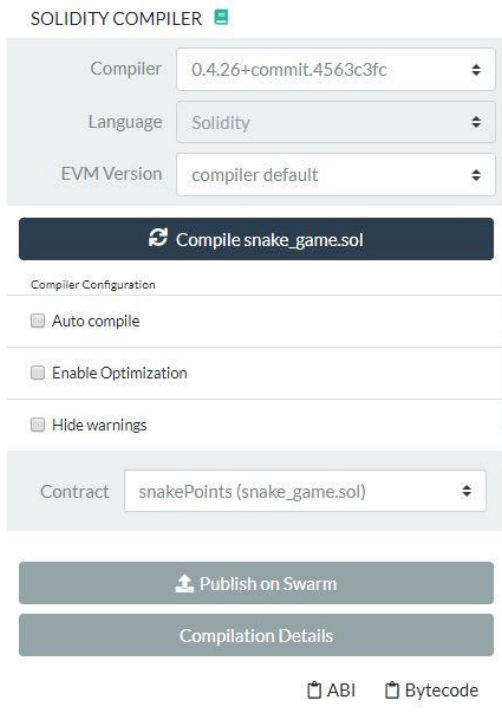 SOLIDITY COMPILER
Compiler 0.4.26+commit.4563c3fc
Language Solidity
EVM Version compiler default
Compile snake_game.sol
Compiler Configuration
Auto compile
Enable Optimization
Hide warnings
Contract snakePoints (snake_game.sol)
Publish on Swarm
Compilation Details
ABI Bytecode